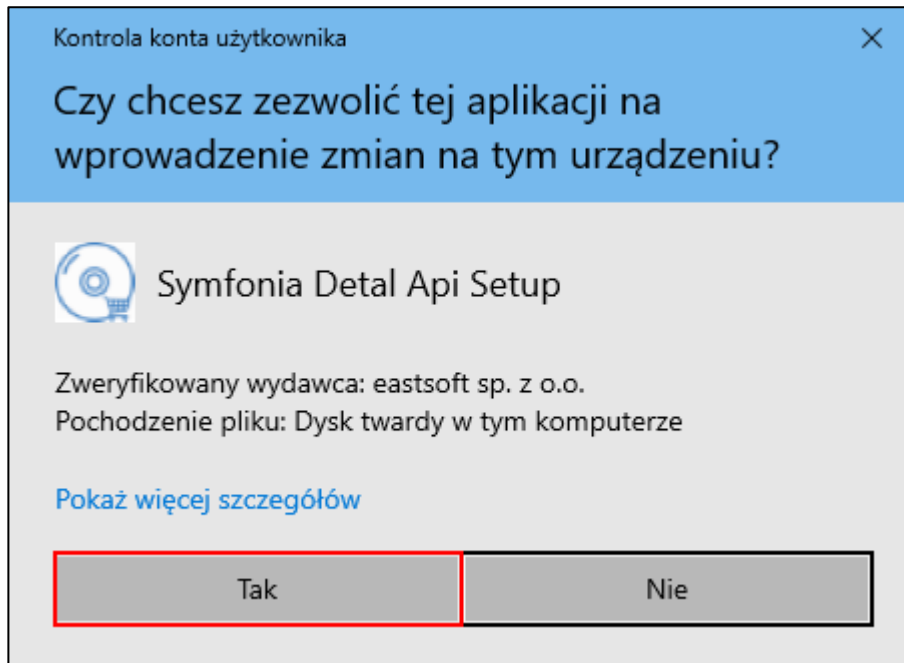 Kontrola konta użytkownika
Czy chcesz zezwolić tej aplikacji na
wprowadzenie zmian na tym urządzeniu?
Symfonia Detal Api Setup
Zweryfikowany wydawca: eastsoft sp. z o.o.
Pochodzenie pliku: Dysk twardy w tym komputerze
Pokaż więcej szczegółów
Tak
Nie